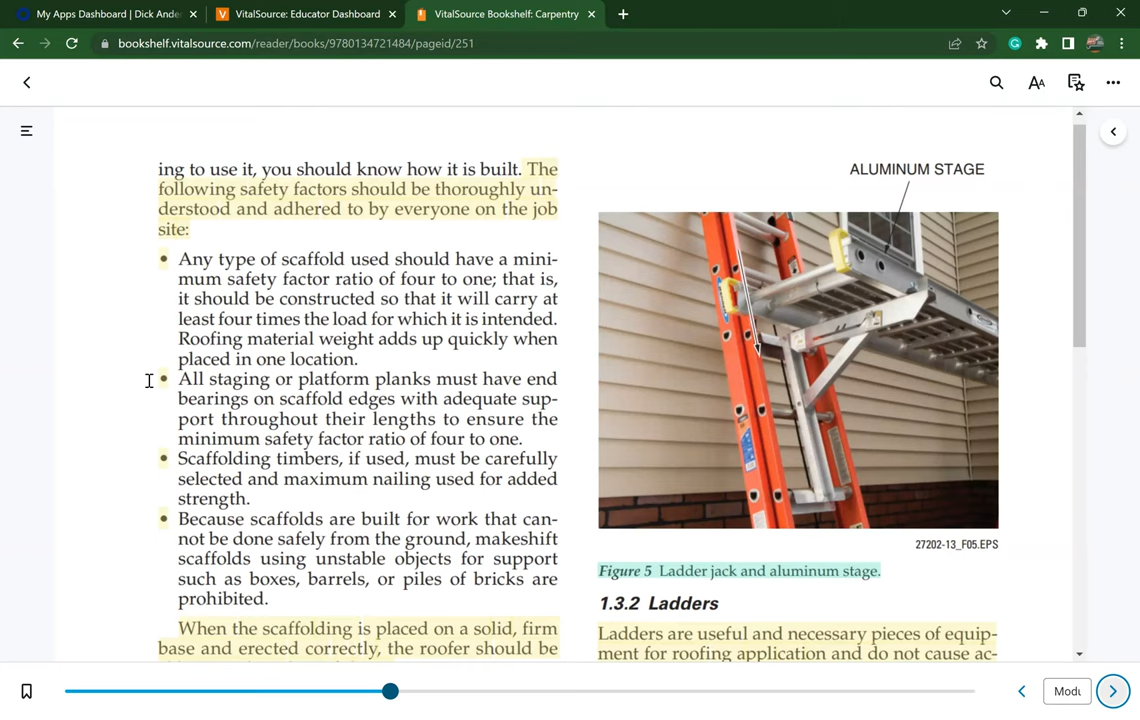 My Apps Dashboard | Dick Ander
VitalSource: Educator Dashboard
VitalSource Bookshelf: Carpentry
bookshelf.vitalsource.com/reader/books/9780134721484/pageid/251
ing to use it, you should know how it is built. The
following safety factors should be thoroughly un-
derstood and adhered to by everyone on the job
site:
• Any type of scaffold used should have a mini-
mum safety factor ratio of four to one; that is,
it should be constructed so that it will carry at
least four times the load for which it is intended.
Roofing material weight adds up quickly when
placed in one location.
• All staging or platform planks must have end
bearings on scaffold edges with adequate sup-
port throughout their lengths to ensure the
minimum safety factor ratio of four to one.
• Scaffolding timbers, if used, must be carefully
selected and maximum nailing used for added
strength.
• Because scaffolds are built for work that can-
not be done safely from the ground, makeshift
scaffolds using unstable objects for support
such as boxes, barrels, or piles of bricks are
prohibited.
When the scaffolding is placed on a solid, firm
base and erected correctly, the roofer should be
ALUMINUM STAGE
27202-13_F05.EPS
Figure 5 Ladder jack and aluminum stage.
1.3.2 Ladders
Ladders are useful and necessary pieces of equip-
ment for roofing application and do not cause ac-
Modu